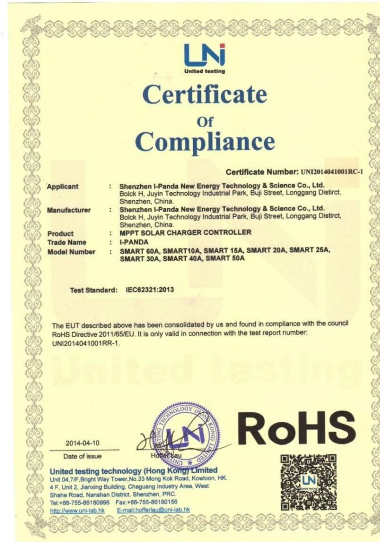 UNi
United testing
Certificate
Of
Compliance
Certificate Number: UNI2014041001RC-1
Applicant : Shenzhen I-Panda New Energy Technology & Science Co., Ltd.
Bolck H, Juyin Technology Industrial Park, Buji Street, Longgang Distirct,
Shenzhen, China.
Manufacturer : Shenzhen I-Panda New Energy Technology & Science Co., Ltd.
Bolck H, Juyin Technology Industrial Park, Buji Street, Longgang Distirct,
Shenzhen, China.
Product : MPPT SOLAR CHARGER CONTROLLER
Trade Name : I-PANDA
Model Number : SMART 60A, SMART10A, SMART 15A, SMART 20A, SMART 25A,
SMART 30A, SMART 40A, SMART 50A
Test Standard: IEC62321:2013
The EUT described above has been consolidated by us and found in compliance with the council
RoHS Directive 2011/65/EU. It is only valid in connection with the test report number:
UNI2014041001RR-1.
United testing
2014-04-10
Date of issue
Hoffer Lau
RoHS
United testing technology (Hong Kong) Limited
Unit 04,7/F,Bright Way Tower,No.33 Mong Kok Road, Kowloon, HK.
4 F, Unit 2, Jianxing Building, Chaguang Industry Area, West
Shahe Road, Nanshan District, Shenzhen, PRC.
Tel:+86-755-86180996 Fax:+86-755-86180156
http://www.uni-lab.hk E-mail:hofferlau@uni-lab.hk